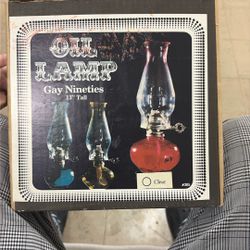 OIL
LAMP
Gay Nineties
13" Tall
Clear